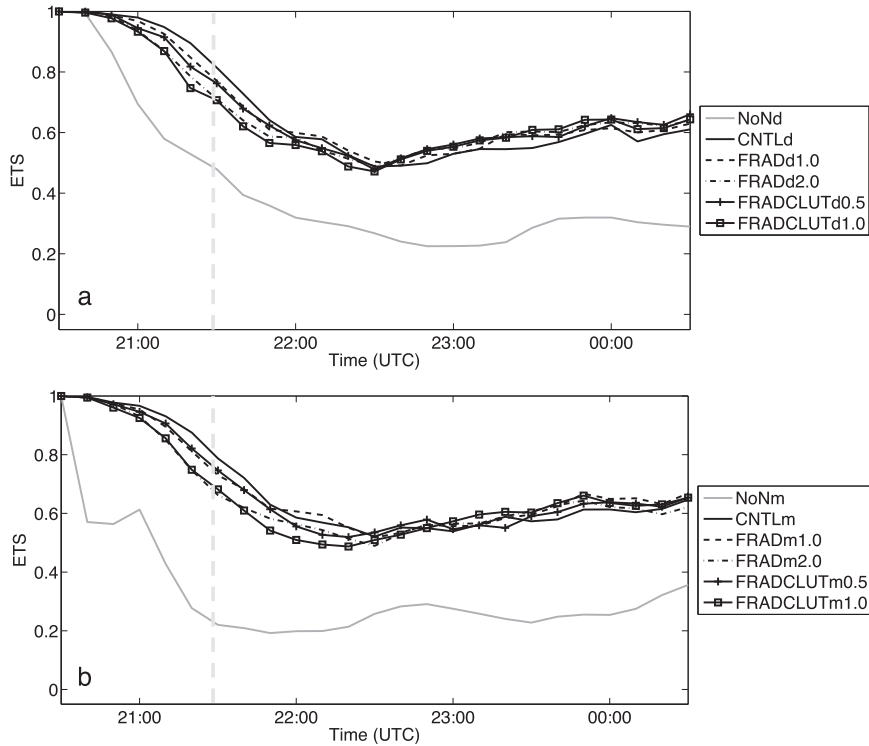 1
0.8
0.6
0.4
0.2
0
ETS
a
21:00
22:00
23:00
00:00
Time (UTC)
NoNd
CNTLd
FRADd1.0
FRADd2.0
FRADCLUTd0.5
FRADCLUTd1.0
1
0.8
0.6
0.4
0.2
0
ETS
b
21:00
22:00
23:00
00:00
Time (UTC)
NoNm
CNTLm
FRADm1.0
FRADm2.0
FRADCLUTm0.5
FRADCLUTm1.0